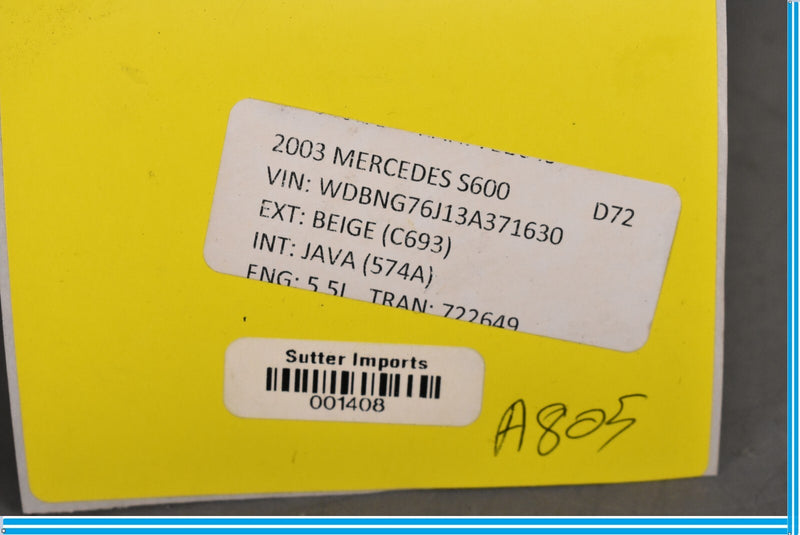 2003 MERCEDES S600
VIN: WDBNG76J13A371630
D72
EXT: BEIGE (C693)
INT: JAVA (574A)
ENG: 5.5L TRAN: 722649
Sutter Imports
001408
A805